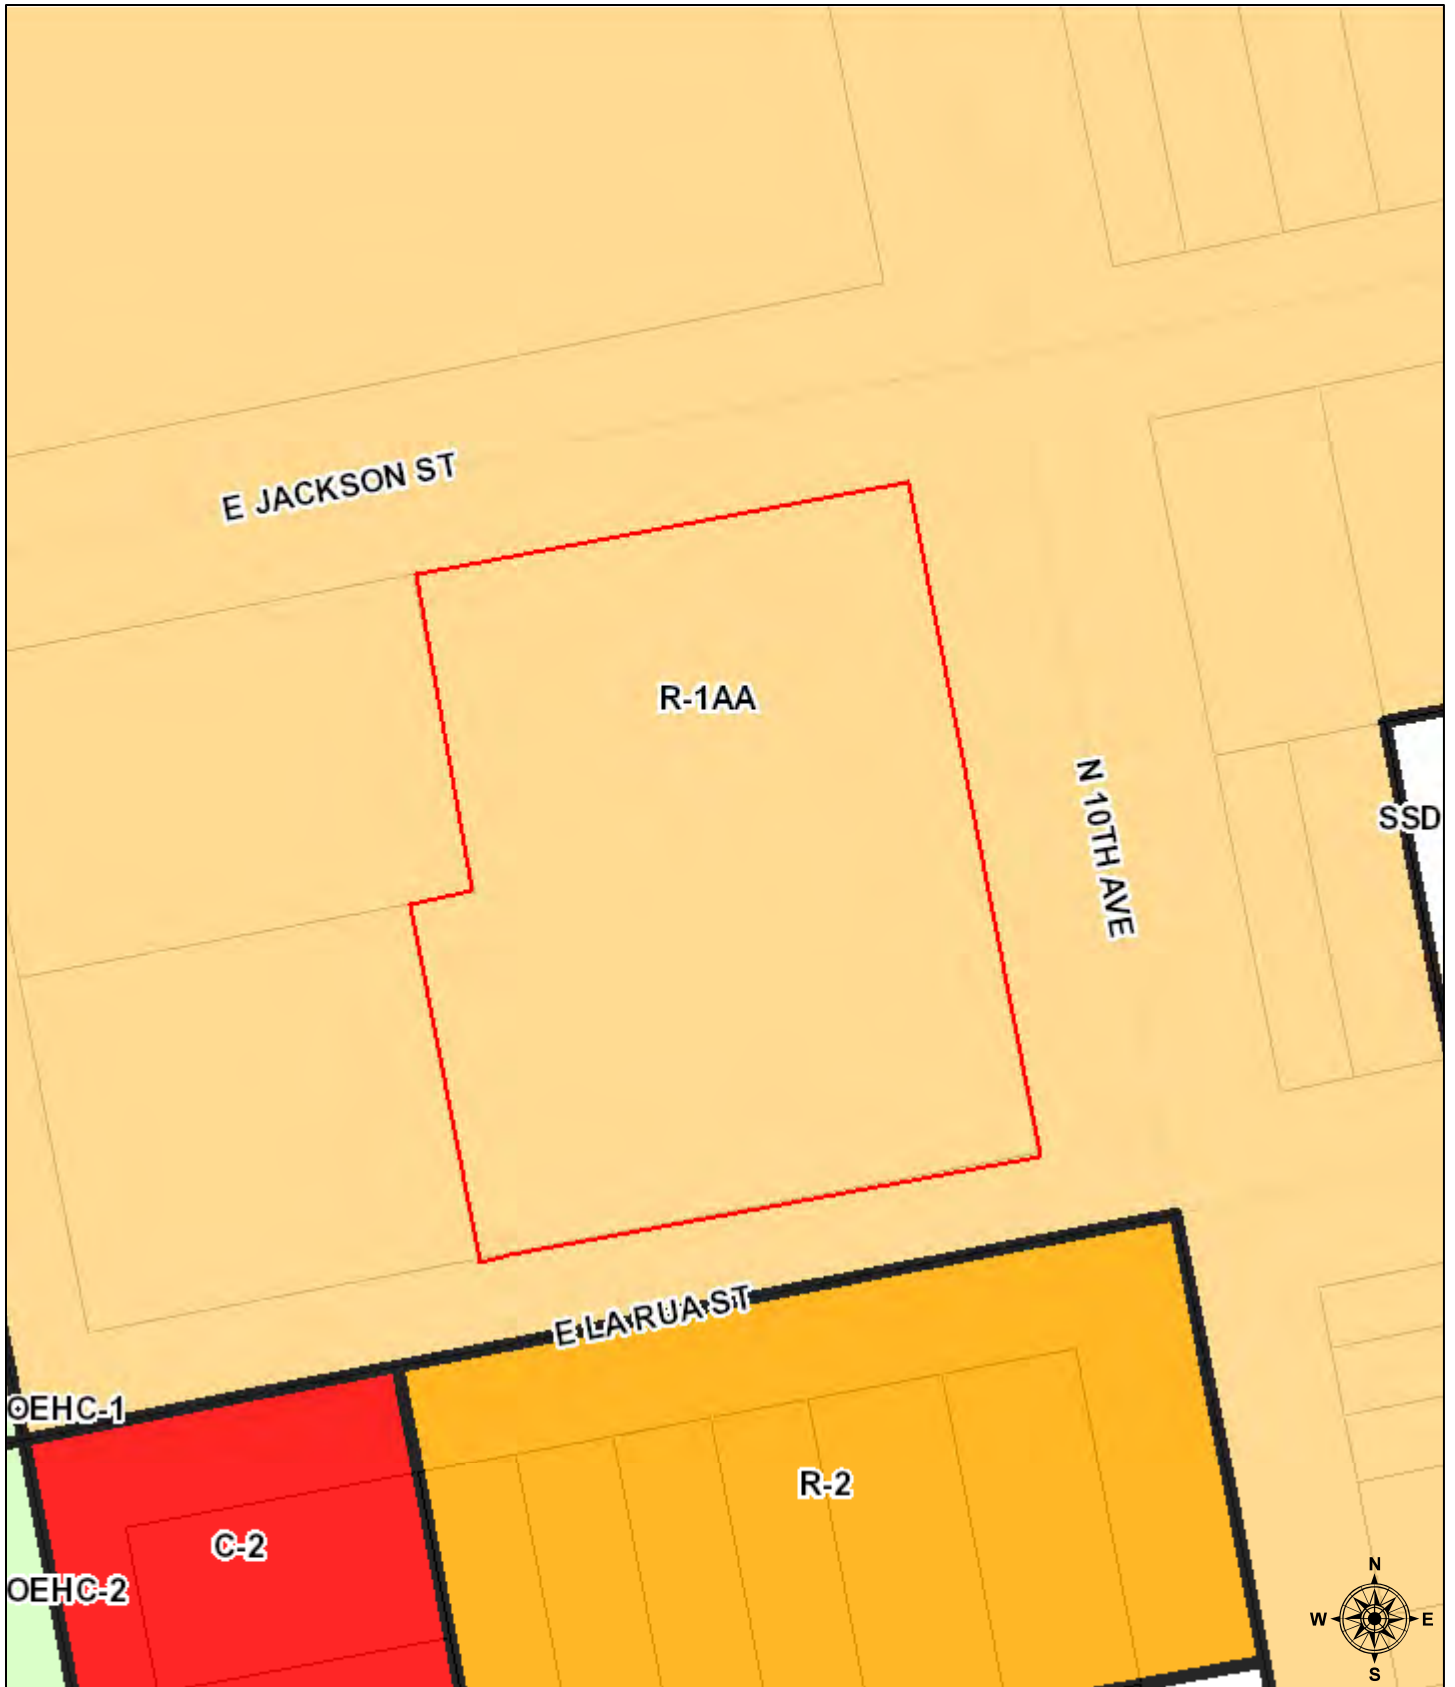 E JACKSON ST
R-1AA
N 10TH AVE
SSD
E LA RUA ST
OEHC-1
R-2
C-2
OEHC-2
N
W
E
S